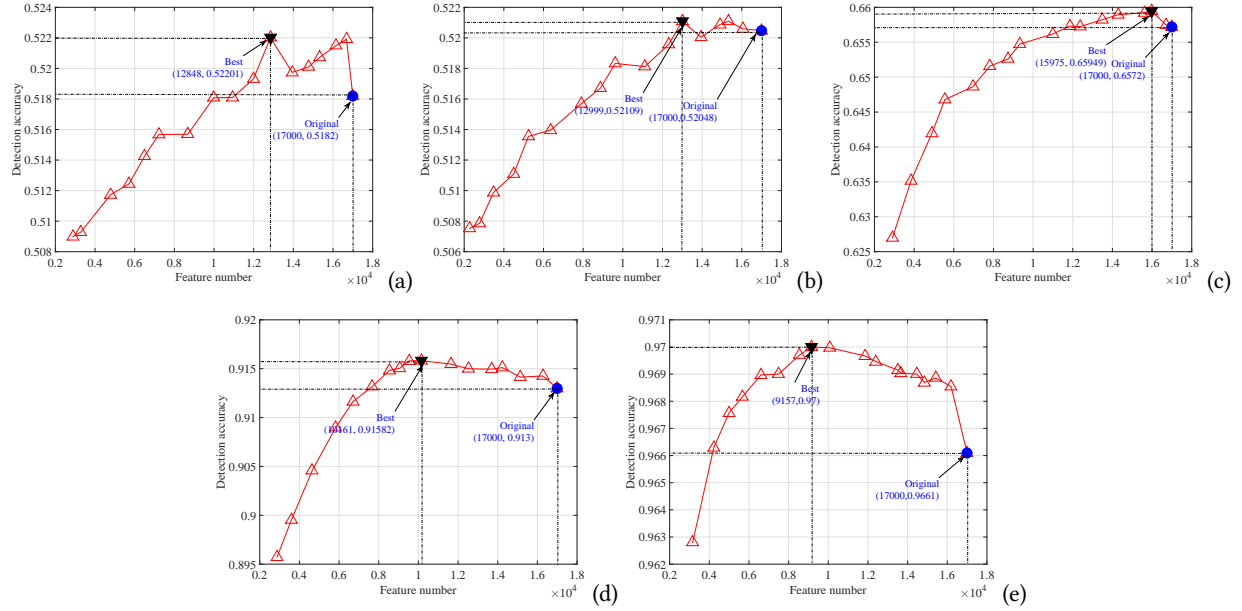 0.524
0.522
0.52
0.518
0.516
0.514
0.512
0.51
0.508
Detection accuracy
Best
(12848, 0.52201)
Original
(17000, 0.5182)
0.2 0.4 0.6 0.8 1.0 1.2 1.4 1.6 1.8
Feature number
×10^4
(a)
0.522
0.52
0.518
0.516
0.514
0.512
0.51
0.508
0.506
Detection accuracy
Best
(12999,0.52109)
Original
(17000,0.52048)
0.2 0.4 0.6 0.8 1.0 1.2 1.4 1.6 1.8
Feature number
×10^4
(b)
0.66
0.655
0.65
0.645
0.64
0.635
0.63
0.625
Detection accuracy
Best
(15975, 0.65949)
Original
(17000, 0.6572)
0.2 0.4 0.6 0.8 1.0 1.2 1.4 1.6 1.8
Feature number
×10^4
(c)
0.92
0.915
0.91
0.905
0.9
0.895
Detection accuracy
Best
(10161, 0.91582)
Original
(17000, 0.913)
0.2 0.4 0.6 0.8 1.0 1.2 1.4 1.6 1.8
Feature number
×10^4
(d)
0.971
0.97
0.969
0.968
0.967
0.966
0.965
0.964
0.963
0.962
Detection accuracy
Best
(9157,0.97)
Original
(17000,0.9661)
0.2 0.4 0.6 0.8 1.0 1.2 1.4 1.6 1.8
Feature number
×10^4
(e)